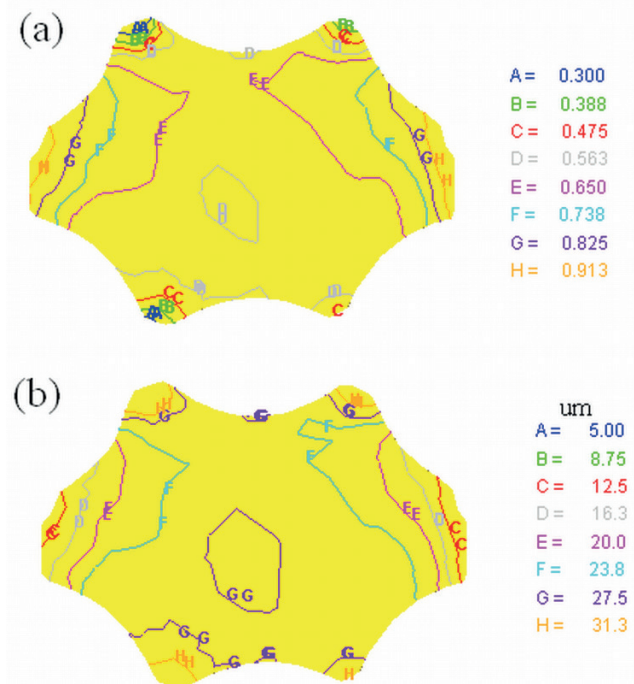 (a)
A = 0.300
B = 0.388
C = 0.475
D = 0.563
E = 0.650
F = 0.738
G = 0.825
H = 0.913
(b)
um
A = 5.00
B = 8.75
C = 12.5
D = 16.3
E = 20.0
F = 23.8
G = 27.5
H = 31.3